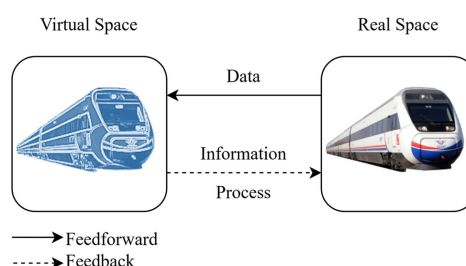 Virtual Space
Real Space
Data
Information
Process
Feedforward
Feedback